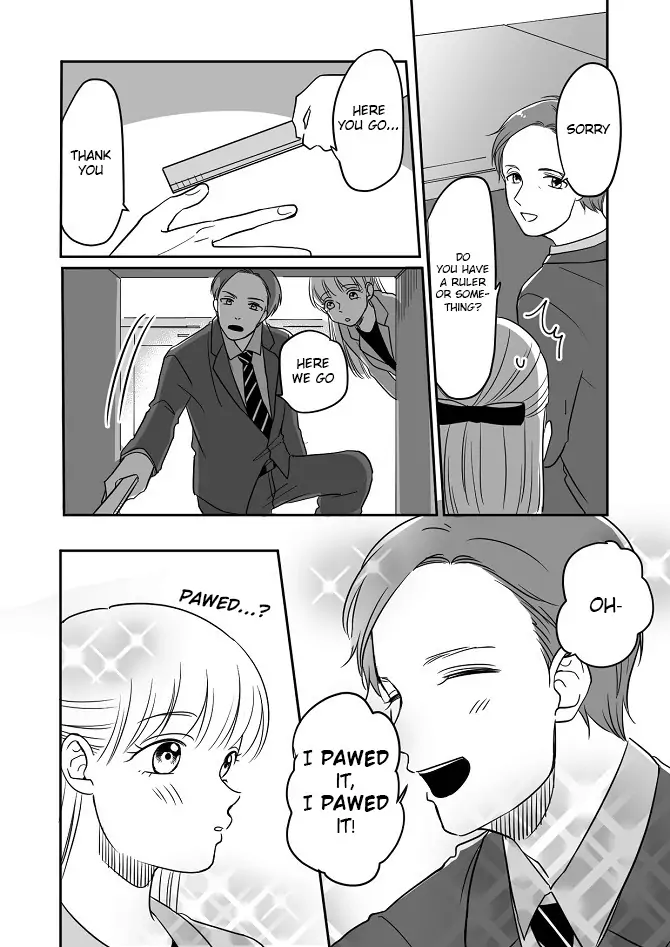 SORRY
DO
YOU HAVE
A RULER
OR SOME-
THING?
HERE
YOU GO...
THANK
YOU
HERE
WE GO
OH-
I PAWED
IT,
I PAWED
IT!
PAWED...?